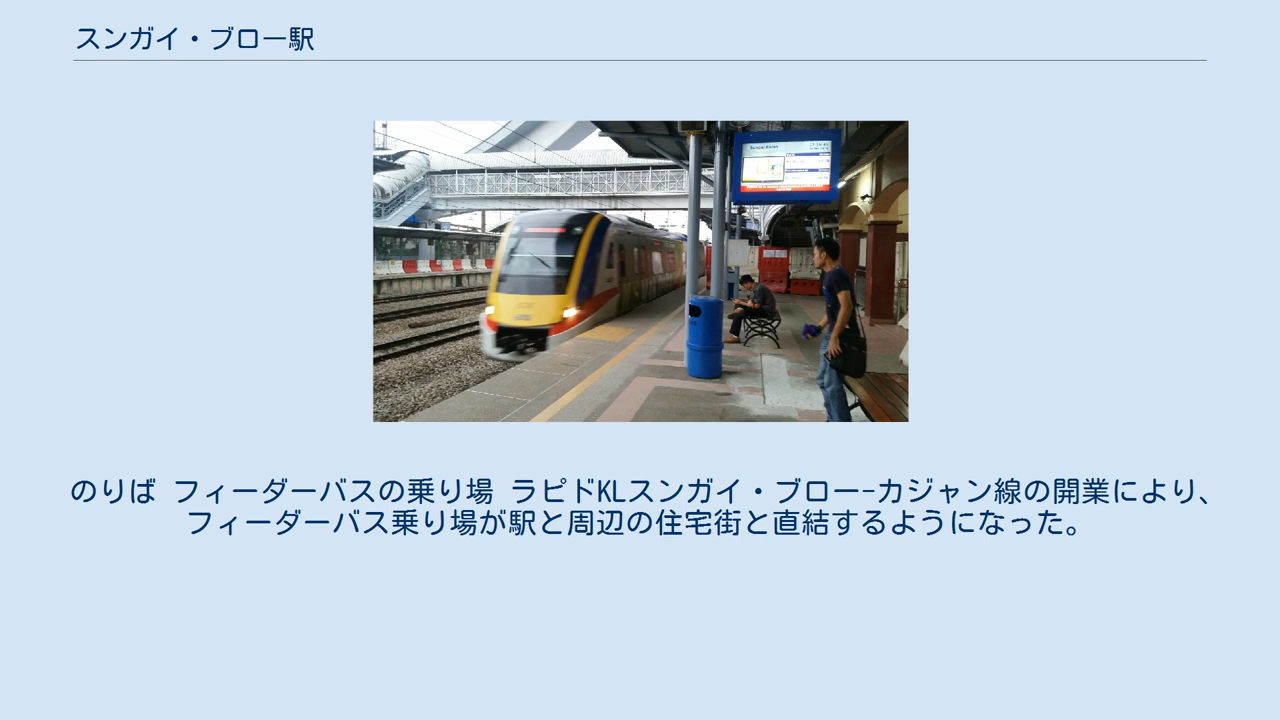 スンガイ・ブロー駅
のりば フィーダーバスの乗り場 ラピドKLスンガイ・ブロー-カジャン線の開業により、
フィーダーバス乗り場が駅と周辺の住宅街と直結するようになった。